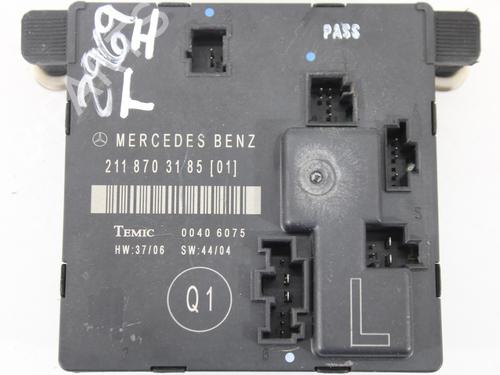 PASS
MERCEDES BENZ
211 870 31 85 [01]
TEMIC 0040 6075
HW:37/06 SW:44/04
Q1
L